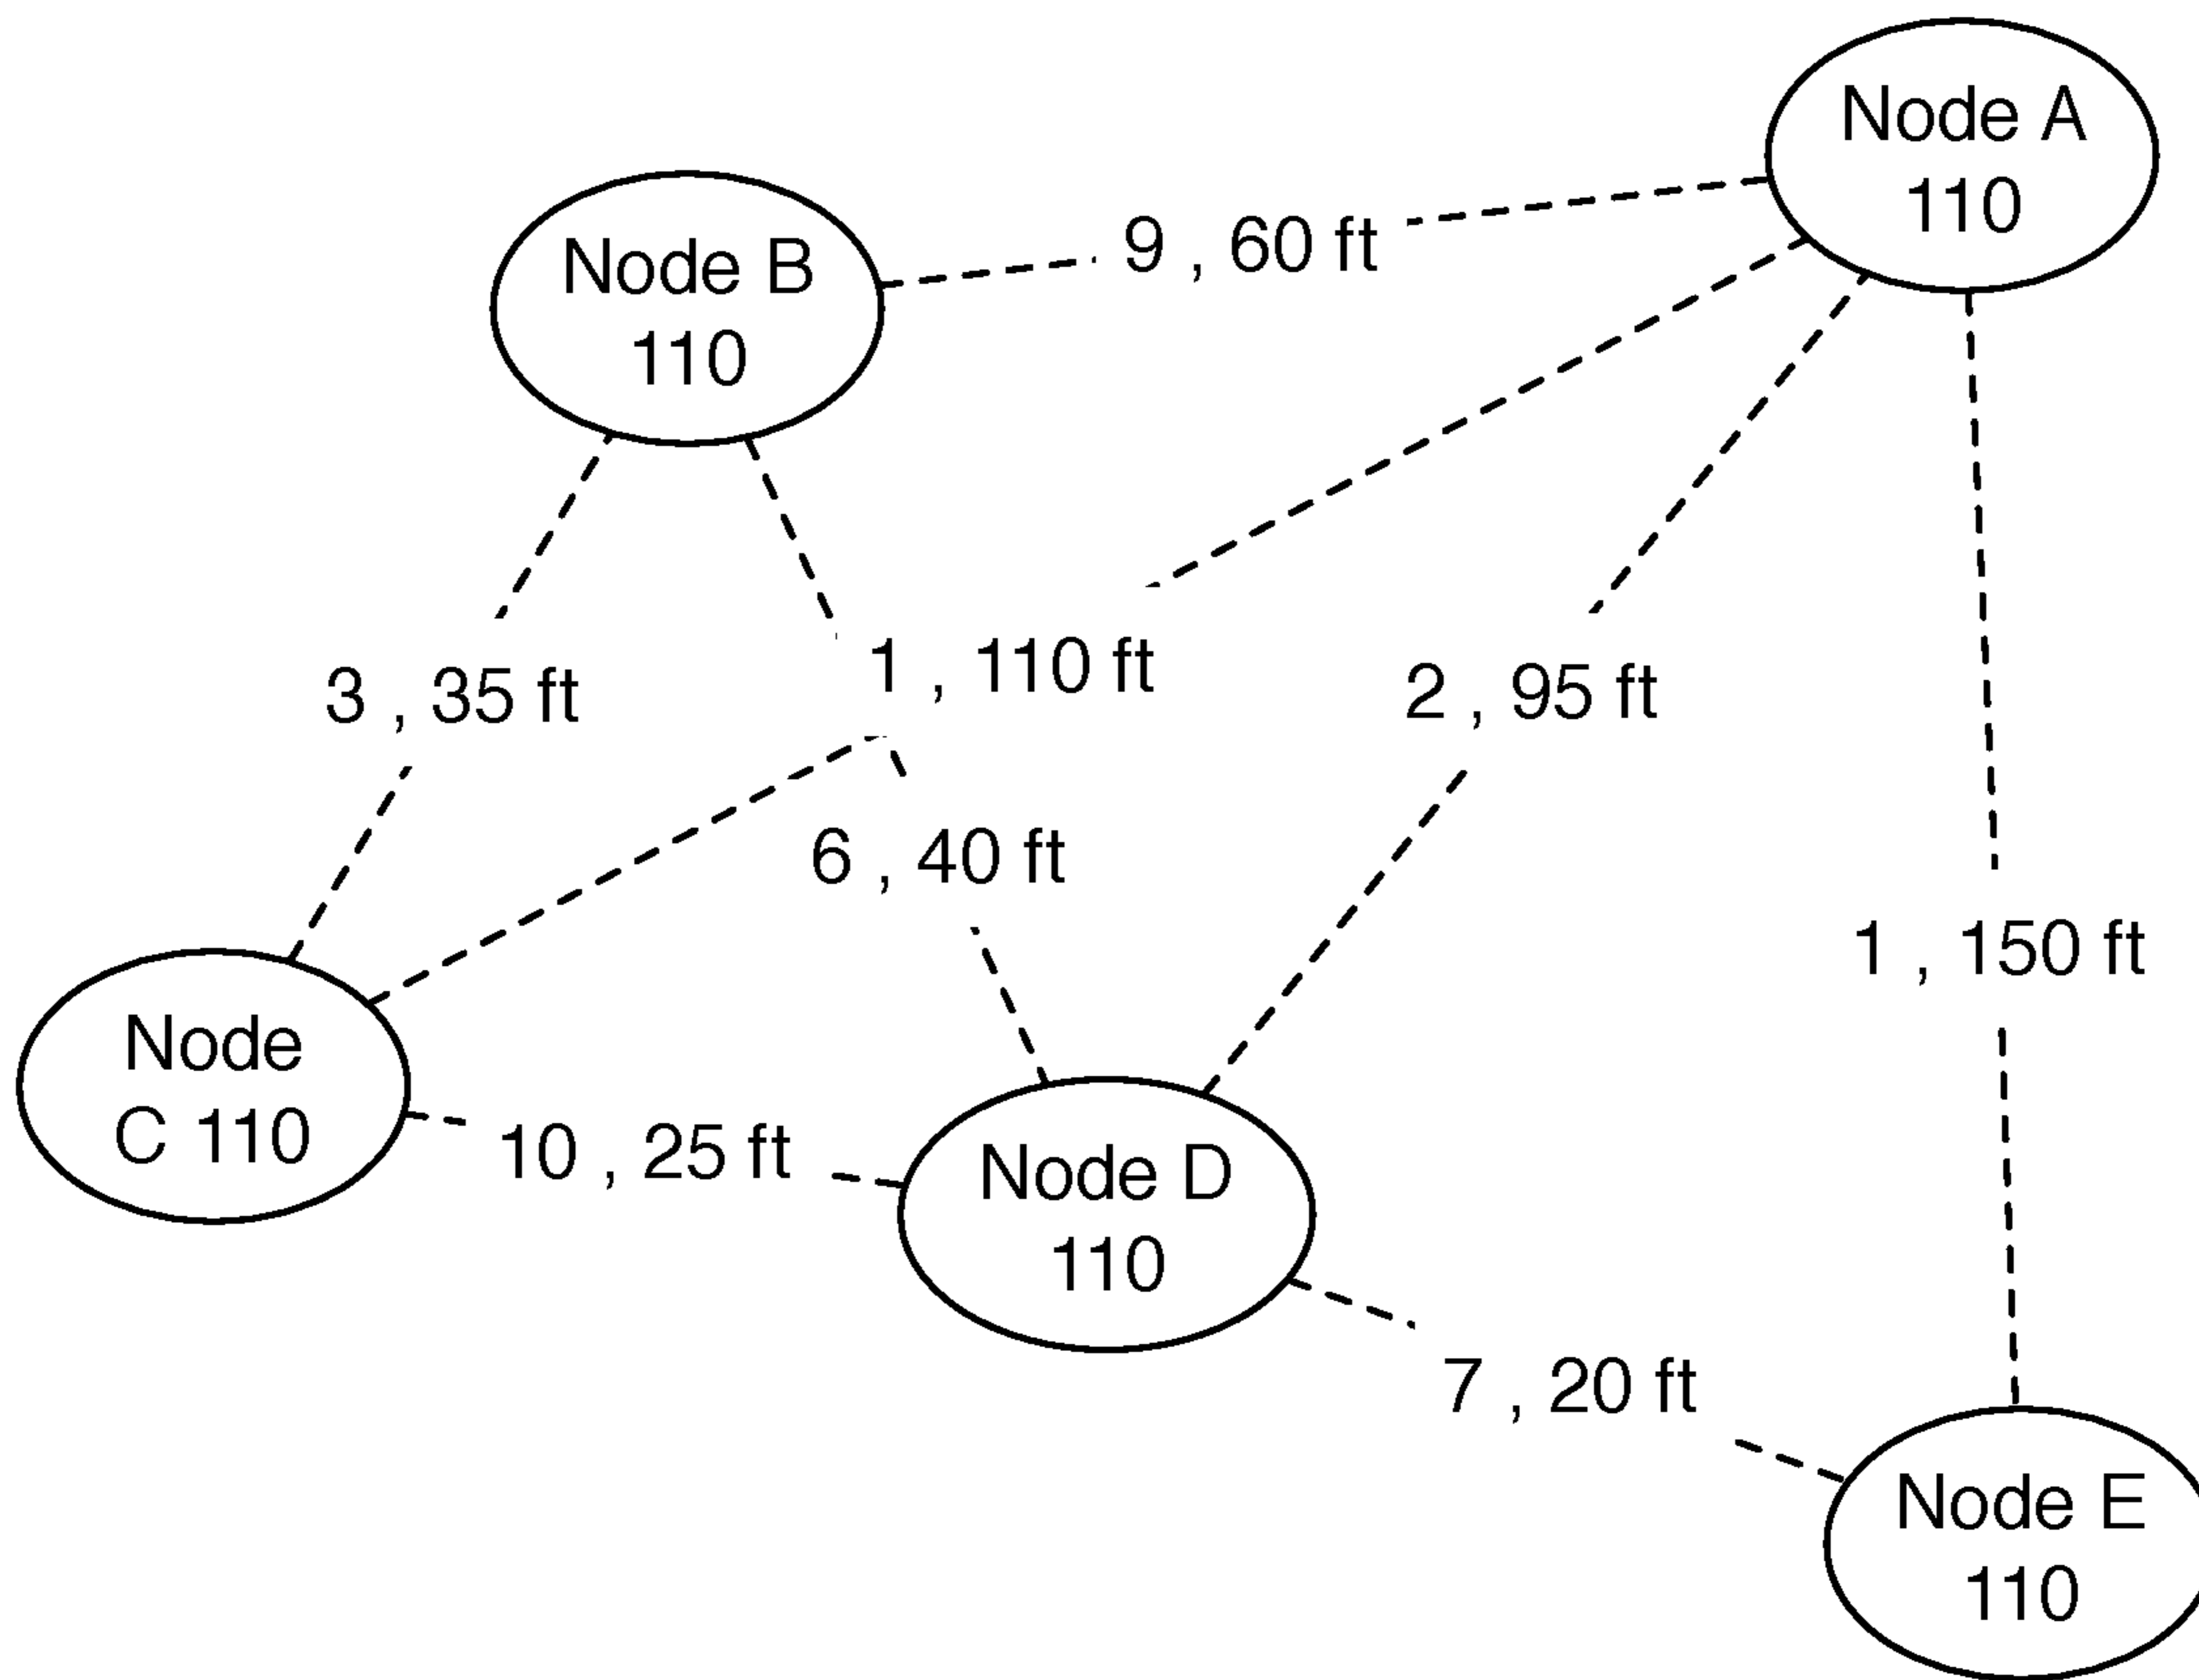 Node A
110
Node B
110
9 , 60 ft
1 , 110 ft
2 , 95 ft
3 , 35 ft
6 , 40 ft
1 , 150 ft
Node
C 110
10 , 25 ft
Node D
110
7 , 20 ft
Node E
110